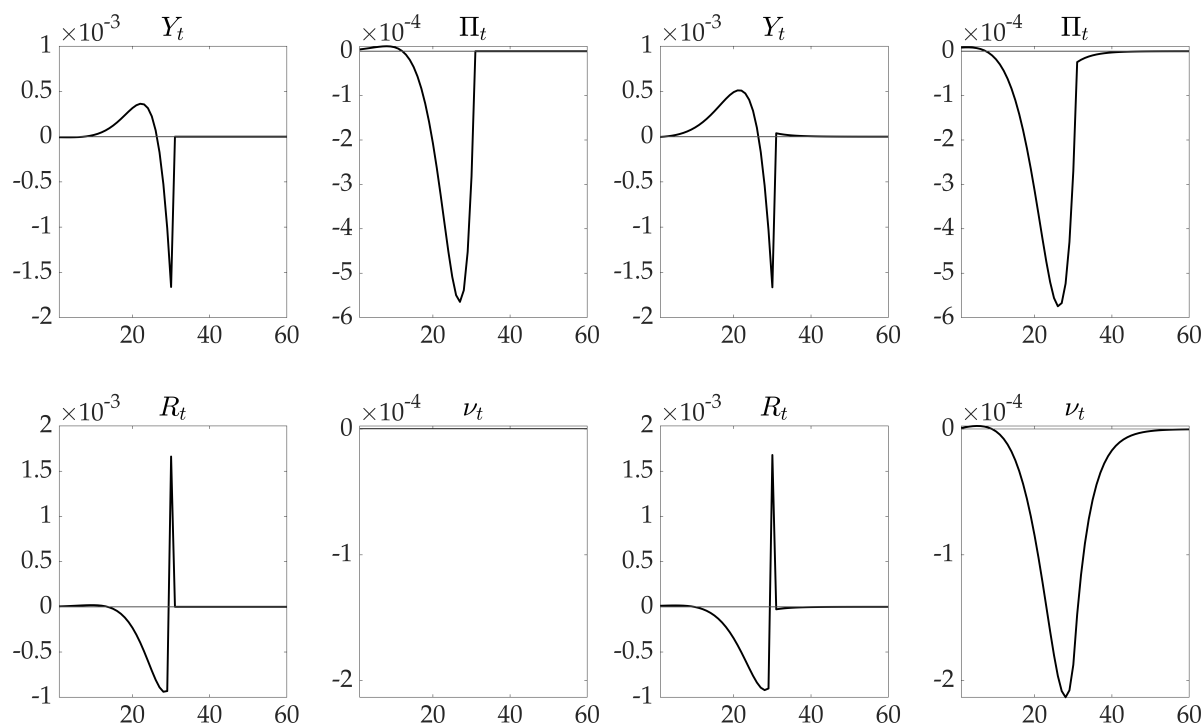 ×10⁻³ Y_t ×10⁻⁴ Π_t ×10⁻³ Y_t ×10⁻⁴ Π_t
1 0 1 0
0.5 -1 0.5 -1
0 -2 0 -2
-0.5 -3 -0.5 -3
-1 -4 -1 -4
-1.5 -5 -1.5 -5
-2 -6 -2 -6
20 40 60 20 40 60 20 40 60 20 40 60
×10⁻³ R_t ×10⁻⁴ ν_t ×10⁻³ R_t ×10⁻⁴ ν_t
2 0 2 0
1.5 1.5
1 -1 1 -1
0.5 0.5
0 0
-0.5 -2 -0.5 -2
-1 -1
20 40 60 20 40 60 20 40 60 20 40 60